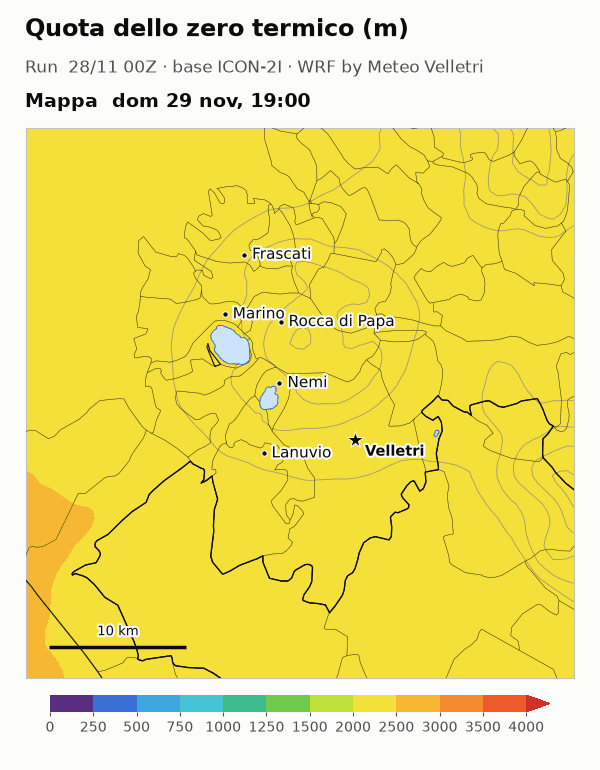 Quota dello zero termico (m)
Run  28/11 00Z · base ICON-2I · WRF by Meteo Velletri
Mappa  dom 29 nov, 19:00
Frascati
Marino
Rocca di Papa
Nemi
Velletri
Lanuvio
10 km
0 250 500 750 1000 1250 1500 2000 2500 3000 3500 4000